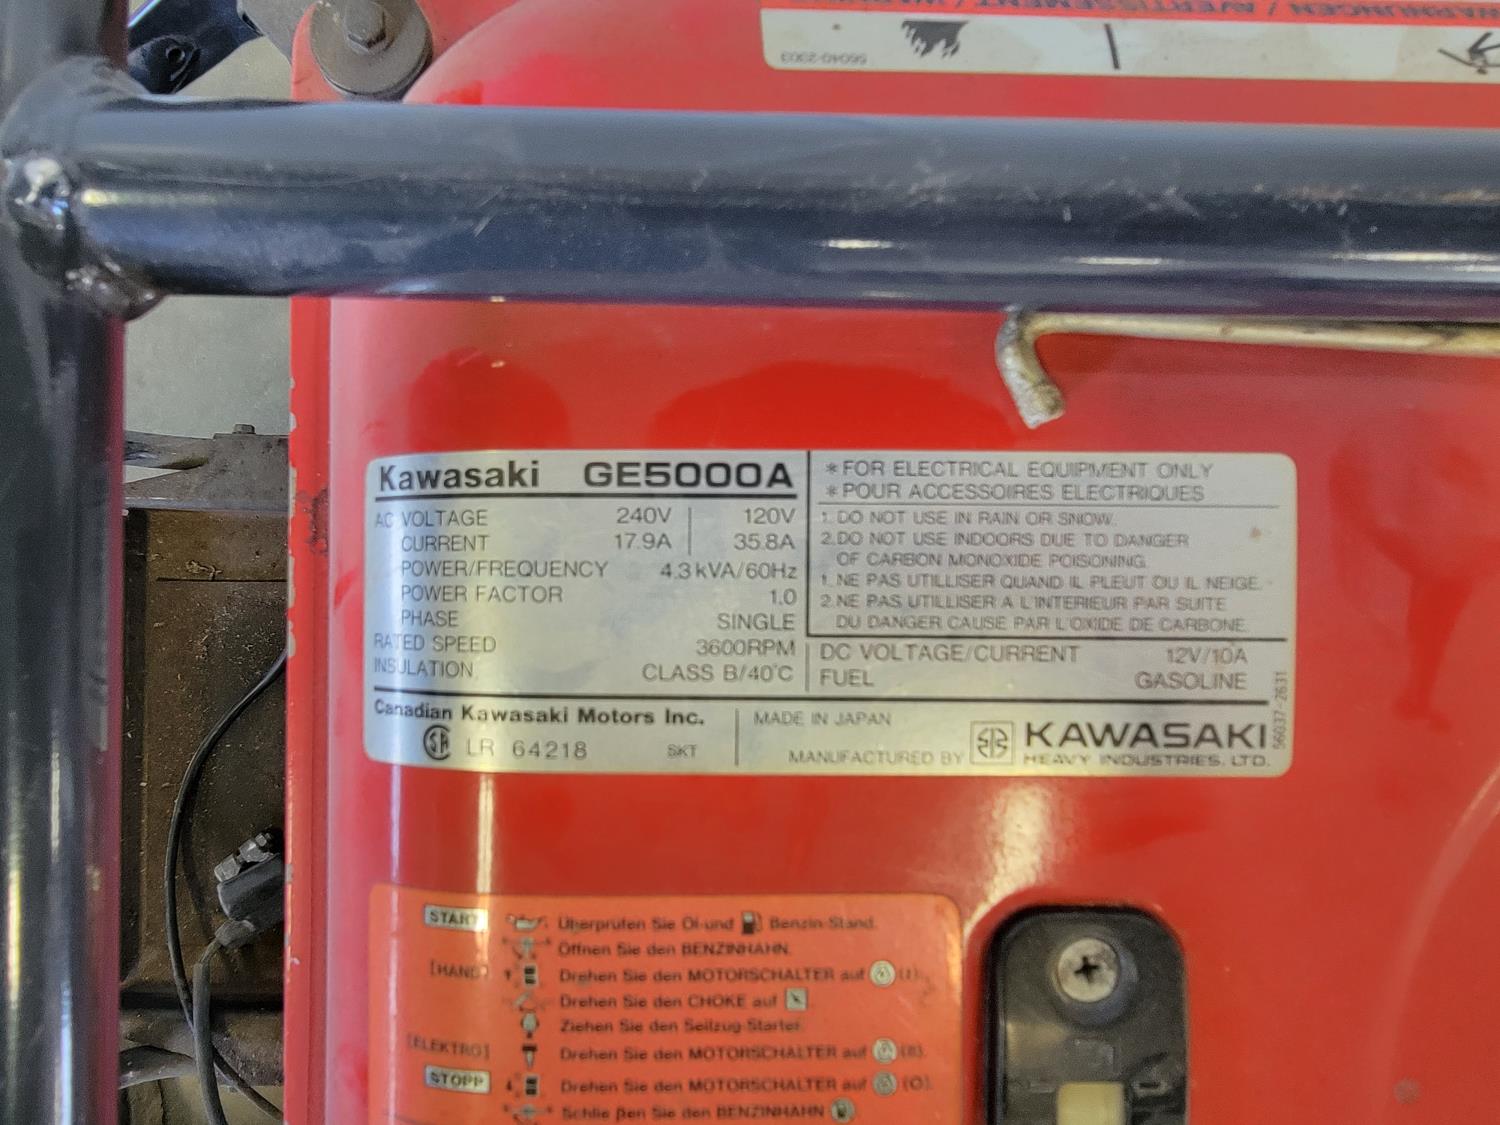 WARNUNGEN / AVERTISSEMENT /
56040-2303
Kawasaki GE5000A
AC VOLTAGE 240V 120V
CURRENT 17.9A 35.8A
POWER/FREQUENCY 4.3kVA/60Hz
POWER FACTOR 1.0
PHASE SINGLE
RATED SPEED 3600RPM
INSULATION CLASS B/40°C
*FOR ELECTRICAL EQUIPMENT ONLY
*POUR ACCESSOIRES ELECTRIQUES
1. DO NOT USE IN RAIN OR SNOW.
2. DO NOT USE INDOORS DUE TO DANGER
OF CARBON MONOXIDE POISONING.
1. NE PAS UTILLISER QUAND IL PLEUT OU IL NEIGE.
2. NE PAS UTILLISER A L'INTERIEUR PAR SUITE
DU DANGER CAUSE PAR L'OXIDE DE CARBONE.
DC VOLTAGE/CURRENT 12V/10A
FUEL GASOLINE
56037-2631
Canadian Kawasaki Motors Inc.
SA LR 64218 SKT
MADE IN JAPAN
MANUFACTURED BY KAWASAKI
HEAVY INDUSTRIES, LTD.
START Überprüfen Sie Öl-und Benzin-Stand.
Öffnen Sie den BENZINHAHN.
[HAND] Drehen Sie den MOTORSCHALTER auf (I).
Drehen Sie den CHOKE auf
Ziehen Sie den Seilzug-Starter.
[ELEKTRO] Drehen Sie den MOTORSCHALTER auf (II).
STOPP Drehen Sie den MOTORSCHALTER auf (O).
Schließen Sie den BENZINHAHN